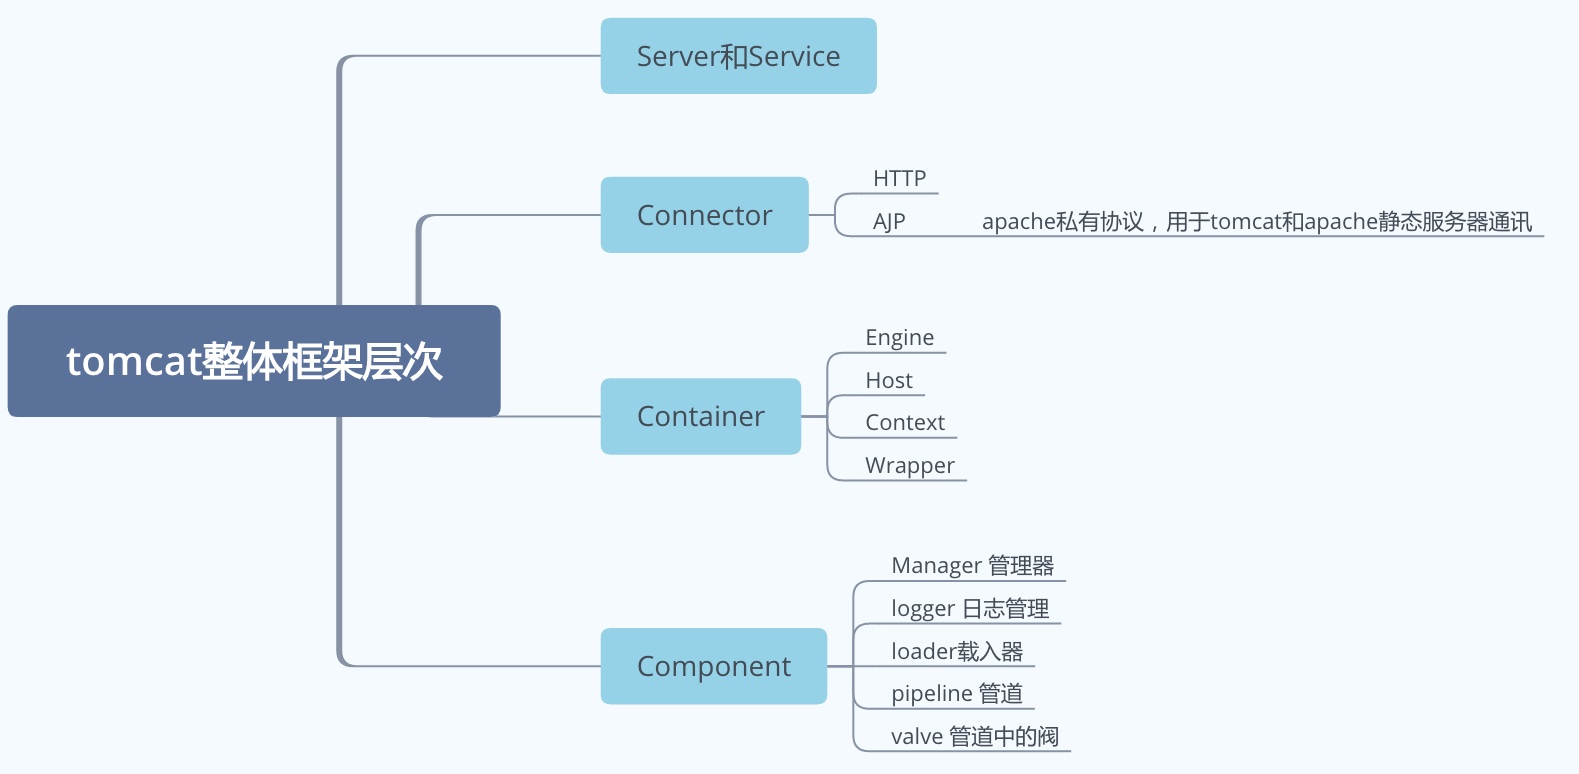 Server和Service
Connector
HTTP
AJP
apache私有协议，用于tomcat和apache静态服务器通讯
tomcat整体框架层次
Container
Engine
Host
Context
Wrapper
Component
Manager 管理器
logger 日志管理
loader载入器
pipeline 管道
valve 管道中的阀